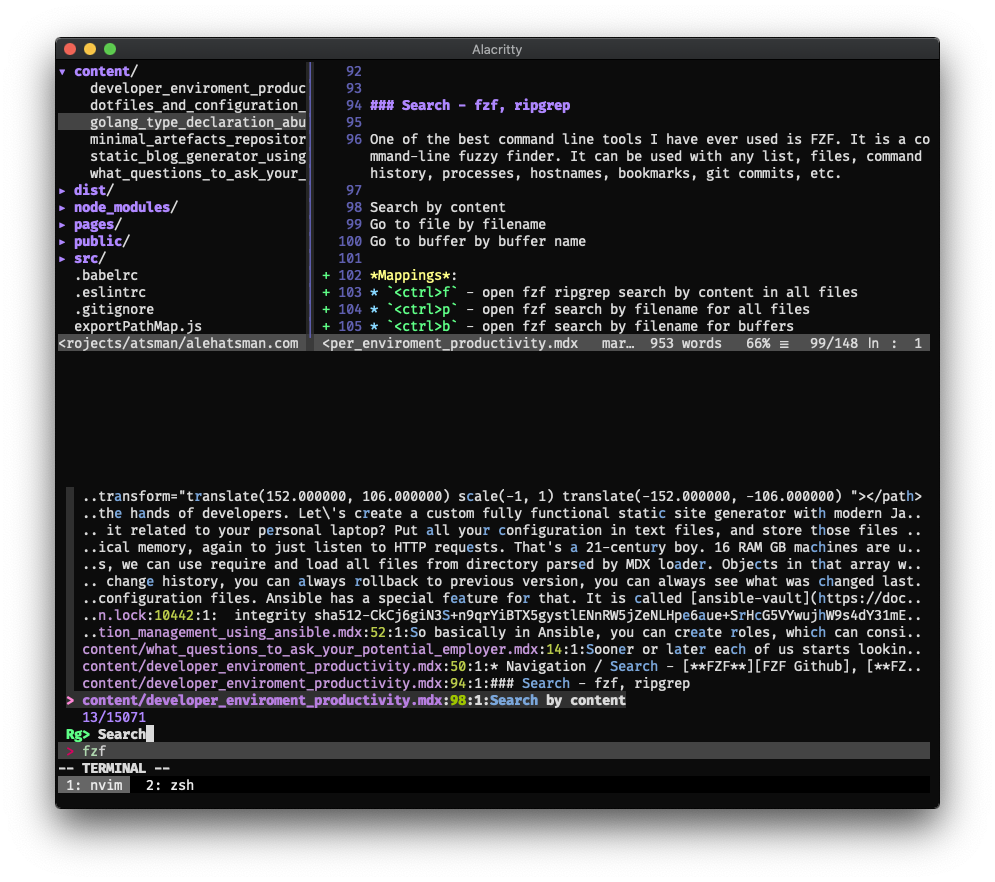 Alacritty
▾ content/
developer_enviroment_produc
dotfiles_and_configuration_
golang_type_declaration_abu
minimal_artefacts_repositor
static_blog_generator_using
what_questions_to_ask_your_
▸ dist/
▸ node_modules/
▸ pages/
▸ public/
▸ src/
.babelrc
.eslintrc
.gitignore
exportPathMap.js
<rojects/atsman/alehatsman.com
92
93
94 ### Search - fzf, ripgrep
95
96 One of the best command line tools I have ever used is FZF. It is a co
mmand-line fuzzy finder. It can be used with any list, files, command
history, processes, hostnames, bookmarks, git commits, etc.
97
98 Search by content
99 Go to file by filename
100 Go to buffer by buffer name
101
+ 102 *Mappings*:
+ 103 * `<ctrl>f` - open fzf ripgrep search by content in all files
+ 104 * `<ctrl>p` - open fzf search by filename for all files
+ 105 * `<ctrl>b` - open fzf search by filename for buffers
<per_enviroment_productivity.mdx mar… 953 words 66% ≡ 99/148 ln : 1
..transform="translate(152.000000, 106.000000) scale(-1, 1) translate(-152.000000, -106.000000) "></path>
..the hands of developers. Let\'s create a custom fully functional static site generator with modern Ja..
.. it related to your personal laptop? Put all your configuration in text files, and store those files ..
..ical memory, again to just listen to HTTP requests. That's a 21-century boy. 16 RAM GB machines are u..
..s, we can use require and load all files from directory parsed by MDX loader. Objects in that array w..
.. change history, you can always rollback to previous version, you can always see what was changed last.
..configuration files. Ansible has a special feature for that. It is called [ansible-vault](https://doc..
..n.lock:10442:1:  integrity sha512-CkCj6giN3S+n9qrYiBTX5gystlENnRW5jZeNLHpe6aue+SrHcG5VYwujhW9s4dY31mE..
..tion_management_using_ansible.mdx:52:1:So basically in Ansible, you can create roles, which can consi..
content/what_questions_to_ask_your_potential_employer.mdx:14:1:Sooner or later each of us starts lookin..
content/developer_enviroment_productivity.mdx:50:1:* Navigation / Search - [**FZF**][FZF Github], [**FZ..
content/developer_enviroment_productivity.mdx:94:1:### Search - fzf, ripgrep
> content/developer_enviroment_productivity.mdx:98:1:Search by content
13/15071
Rg> Search
> fzf
-- TERMINAL --
1: nvim 2: zsh